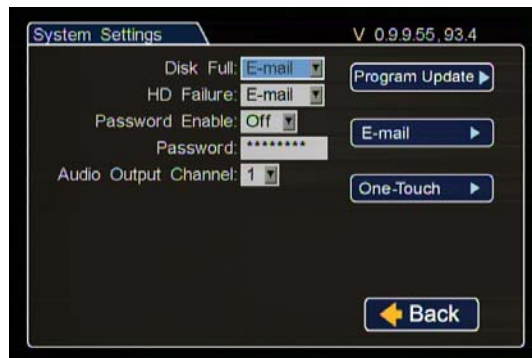 System Settings
V 0.9.9.55, 93.4
Disk Full: E-mail
Program Update
HD Failure: E-mail
Password Enable: Off
E-mail
Password: ********
Audio Output Channel: 1
One-Touch
Back